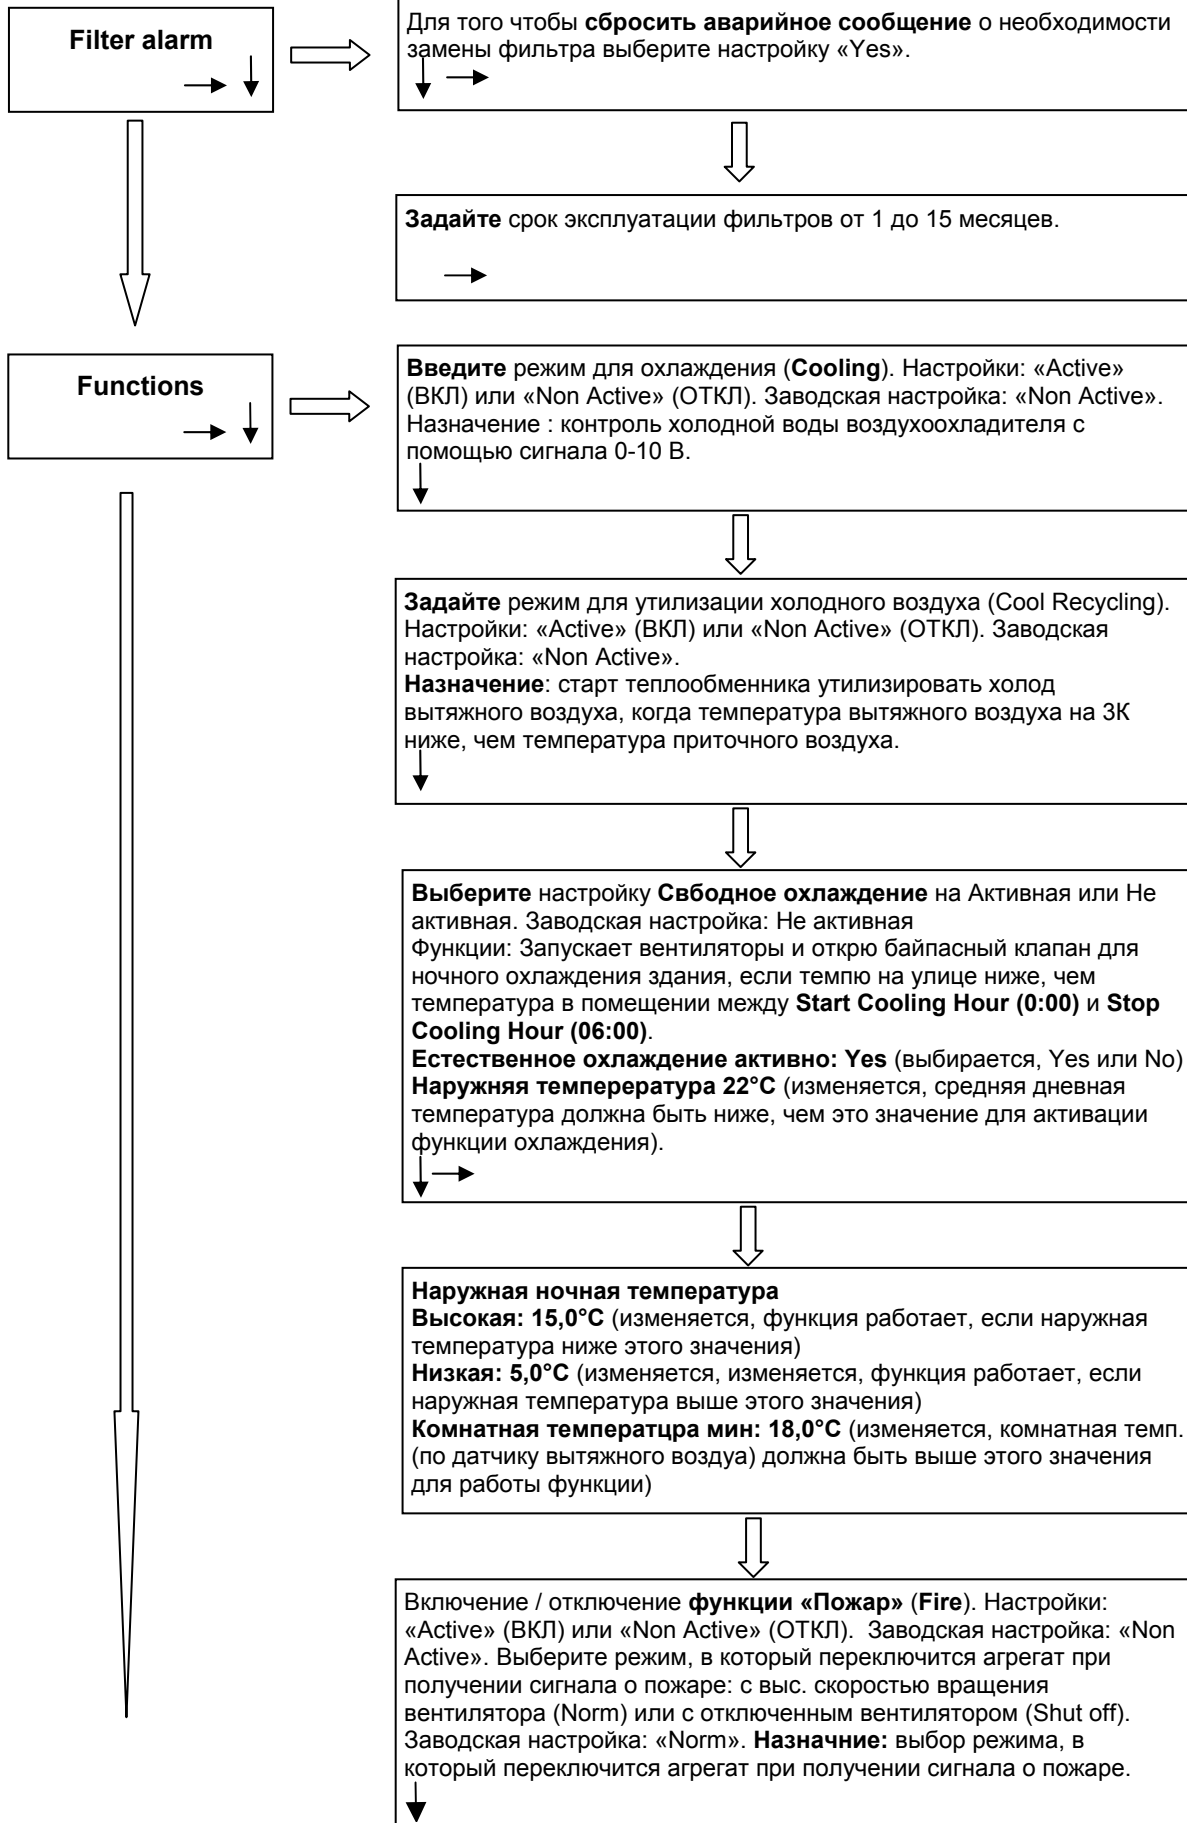 Filter alarm
Для того чтобы сбросить аварийное сообщение о необходимости
замены фильтра выберите настройку «Yes».
Задайте срок эксплуатации фильтров от 1 до 15 месяцев.
Functions
Введите режим для охлаждения (Cooling). Настройки: «Active»
(ВКЛ) или «Non Active» (ОТКЛ). Заводская настройка: «Non Active».
Назначение : контроль холодной воды воздухоохладителя с
помощью сигнала 0-10 В.
Задайте режим для утилизации холодного воздуха (Cool Recycling).
Настройки: «Active» (ВКЛ) или «Non Active» (ОТКЛ). Заводская
настройка: «Non Active».
Назначение: старт теплообменника утилизировать холод
вытяжного воздуха, когда температура вытяжного воздуха на 3К
ниже, чем температура приточного воздуха.
Выберите настройку Свбодное охлаждение на Активная или Не
активная. Заводская настройка: Не активная
Функции: Запускает вентиляторы и открю байпасный клапан для
ночного охлаждения здания, если темпю на улице ниже, чем
температура в помещении между Start Cooling Hour (0:00) и Stop
Cooling Hour (06:00).
Естественное охлаждение активно: Yes (выбирается, Yes или No)
Наружняя темперература 22°C (изменяется, средняя дневная
температура должна быть ниже, чем это значение для активации
функции охлаждения).
Наружная ночная температура
Высокая: 15,0°C (изменяется, функция работает, если наружная
температура ниже этого значения)
Низкая: 5,0°C (изменяется, изменяется, функция работает, если
наружная температура выше этого значения)
Комнатная температцра мин: 18,0°C (изменяется, комнатная темп.
(по датчику вытяжного воздуа) должна быть выше этого значения
для работы функции)
Включение / отключение функции «Пожар» (Fire). Настройки:
«Active» (ВКЛ) или «Non Active» (ОТКЛ). Заводская настройка: «Non
Active». Выберите режим, в который переключится агрегат при
получении сигнала о пожаре: с выс. скоростью вращения
вентилятора (Norm) или с отключенным вентилятором (Shut off).
Заводская настройка: «Norm». Назначние: выбор режима, в
который переключится агрегат при получении сигнала о пожаре.